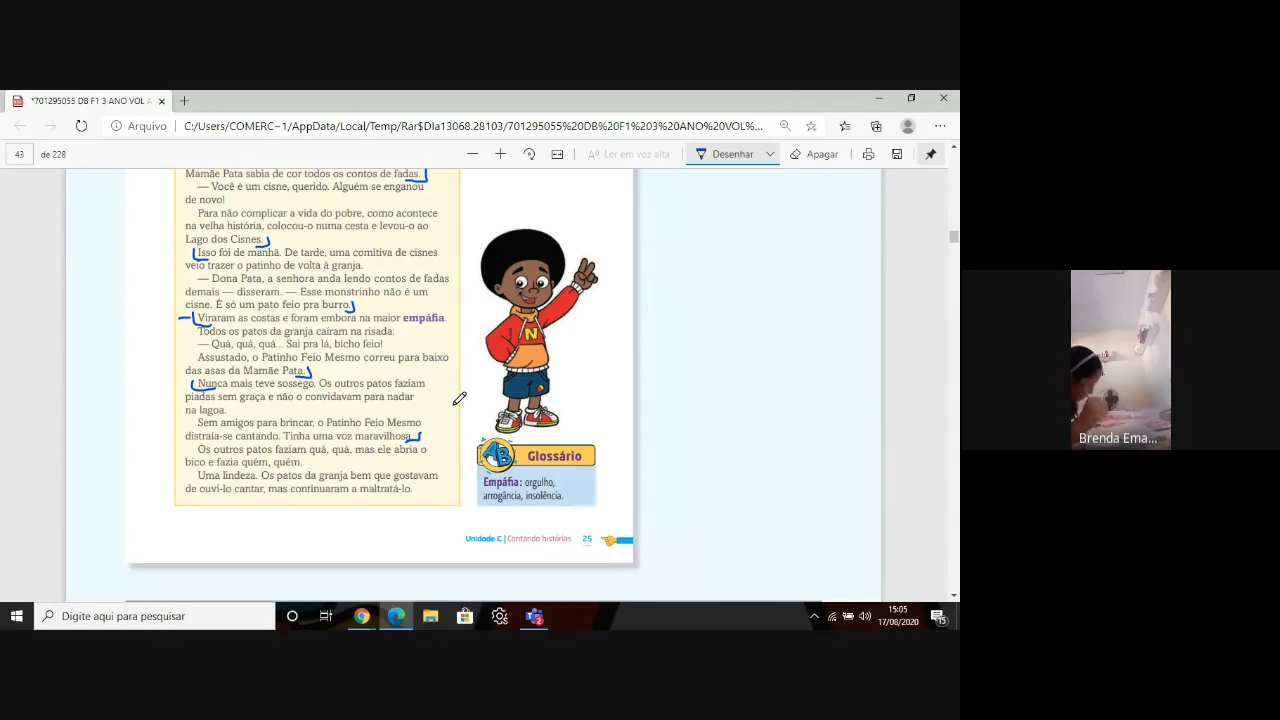 *701295055 DB F1 3 ANO VOL A
Arquivo
C:/Users/COMERC~1/AppData/Local/Temp/Rar$DIa13068.28103/701295055%20DB%20F1%203%20ANO%20VOL%...
43 de 228
Ler em voz alta
Desenhar
Apagar
Mamãe Pata sabia de cor todos os contos de fadas.
— Você é um cisne, querido. Alguém se enganou
de novo!
Para não complicar a vida do pobre, como acontece
na velha história, colocou-o numa cesta e levou-o ao
Lago dos Cisnes.
Isso foi de manhã. De tarde, uma comitiva de cisnes
veio trazer o patinho de volta à granja.
— Dona Pata, a senhora anda lendo contos de fadas
demais — disseram. — Esse monstrinho não é um
cisne. É só um pato feio pra burro.
Viraram as costas e foram embora na maior empáfia.
Todos os patos da granja caíram na risada:
— Quá, quá, quá... Sai pra lá, bicho feio!
Assustado, o Patinho Feio Mesmo correu para baixo
das asas da Mamãe Pata.
Nunca mais teve sossego. Os outros patos faziam
piadas sem graça e não o convidavam para nadar
na lagoa.
Sem amigos para brincar, o Patinho Feio Mesmo
distraía-se cantando. Tinha uma voz maravilhosa.
Os outros patos faziam quá, quá, mas ele abria o
bico e fazia quém, quém.
Uma lindeza. Os patos da granja bem que gostavam
de ouvi-lo cantar, mas continuaram a maltratá-lo.
N
Glossário
Empáfia: orgulho,
arrogância, insolência.
Unidade C | Contando histórias 25
Brenda Ema...
Digite aqui para pesquisar
2
15:05
17/08/2020
15